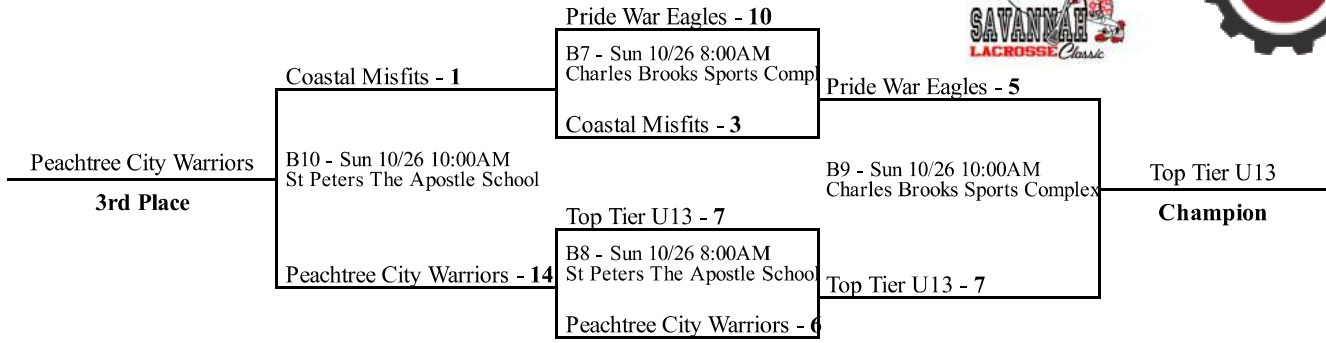 Pride War Eagles - 10
B7 - Sun 10/26 8:00AM
Charles Brooks Sports Compl
Coastal Misfits - 3
Coastal Misfits - 1
B10 - Sun 10/26 10:00AM
St Peters The Apostle School
Peachtree City Warriors - 14
Peachtree City Warriors
3rd Place
Top Tier U13 - 7
B8 - Sun 10/26 8:00AM
St Peters The Apostle School
Peachtree City Warriors - 6
Pride War Eagles - 5
B9 - Sun 10/26 10:00AM
Charles Brooks Sports Complex
Top Tier U13 - 7
Top Tier U13
Champion
SAVANNAH
LACROSSE Classic